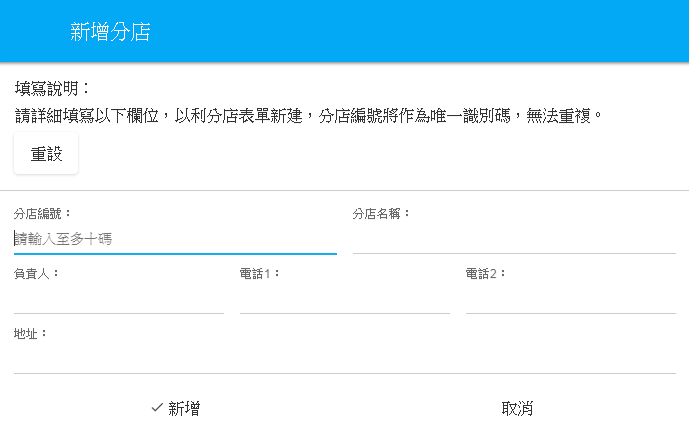 新增分店
填寫說明：
請詳細填寫以下欄位，以利分店表單新建，分店編號將作為唯一識別碼，無法重複。
重設
分店編號： 分店名稱：
請輸入至多十碼
負責人： 電話1： 電話2：
地址：
新增 取消